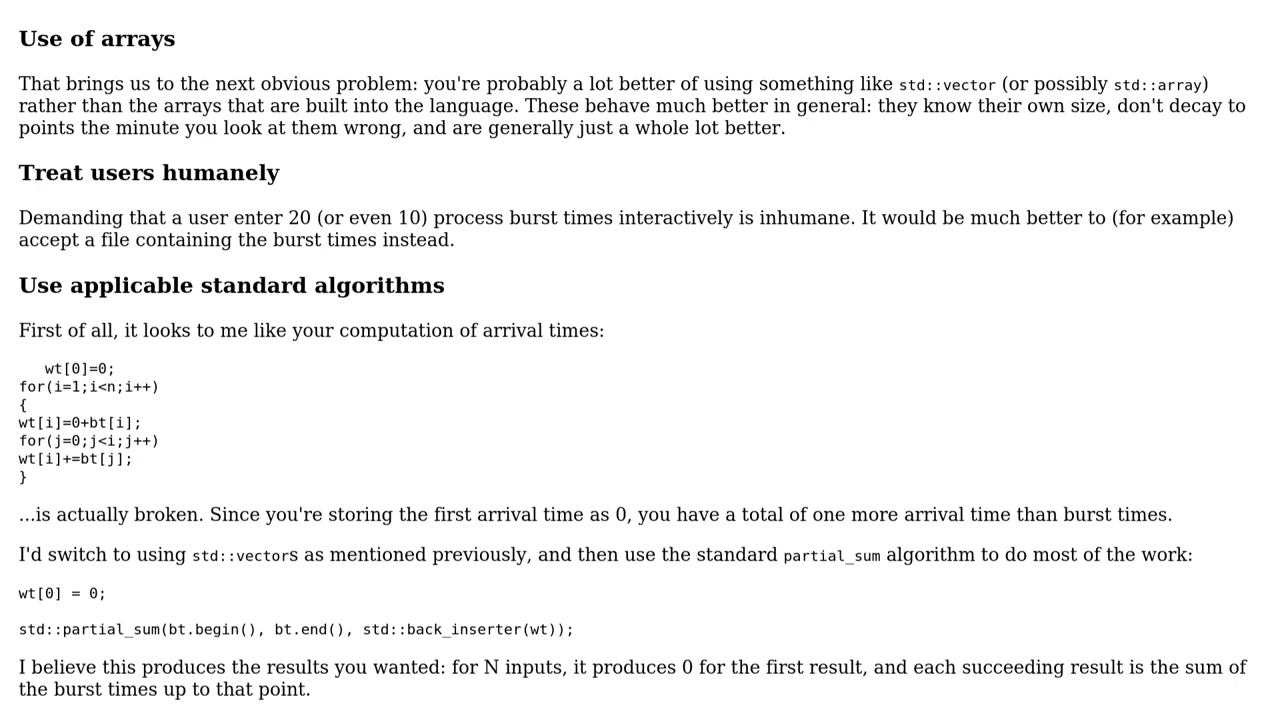 Use of arrays
That brings us to the next obvious problem: you're probably a lot better of using something like std::vector (or possibly std::array)
rather than the arrays that are built into the language. These behave much better in general: they know their own size, don't decay to
points the minute you look at them wrong, and are generally just a whole lot better.
Treat users humanely
Demanding that a user enter 20 (or even 10) process burst times interactively is inhumane. It would be much better to (for example)
accept a file containing the burst times instead.
Use applicable standard algorithms
First of all, it looks to me like your computation of arrival times:
   wt[0]=0;
for(i=1;i<n;i++)
{
wt[i]=0+bt[i];
for(j=0;j<i;j++)
wt[i]+=bt[j];
}
...is actually broken. Since you're storing the first arrival time as 0, you have a total of one more arrival time than burst times.
I'd switch to using std::vectors as mentioned previously, and then use the standard partial_sum algorithm to do most of the work:
wt[0] = 0;
std::partial_sum(bt.begin(), bt.end(), std::back_inserter(wt));
I believe this produces the results you wanted: for N inputs, it produces 0 for the first result, and each succeeding result is the sum of
the burst times up to that point.